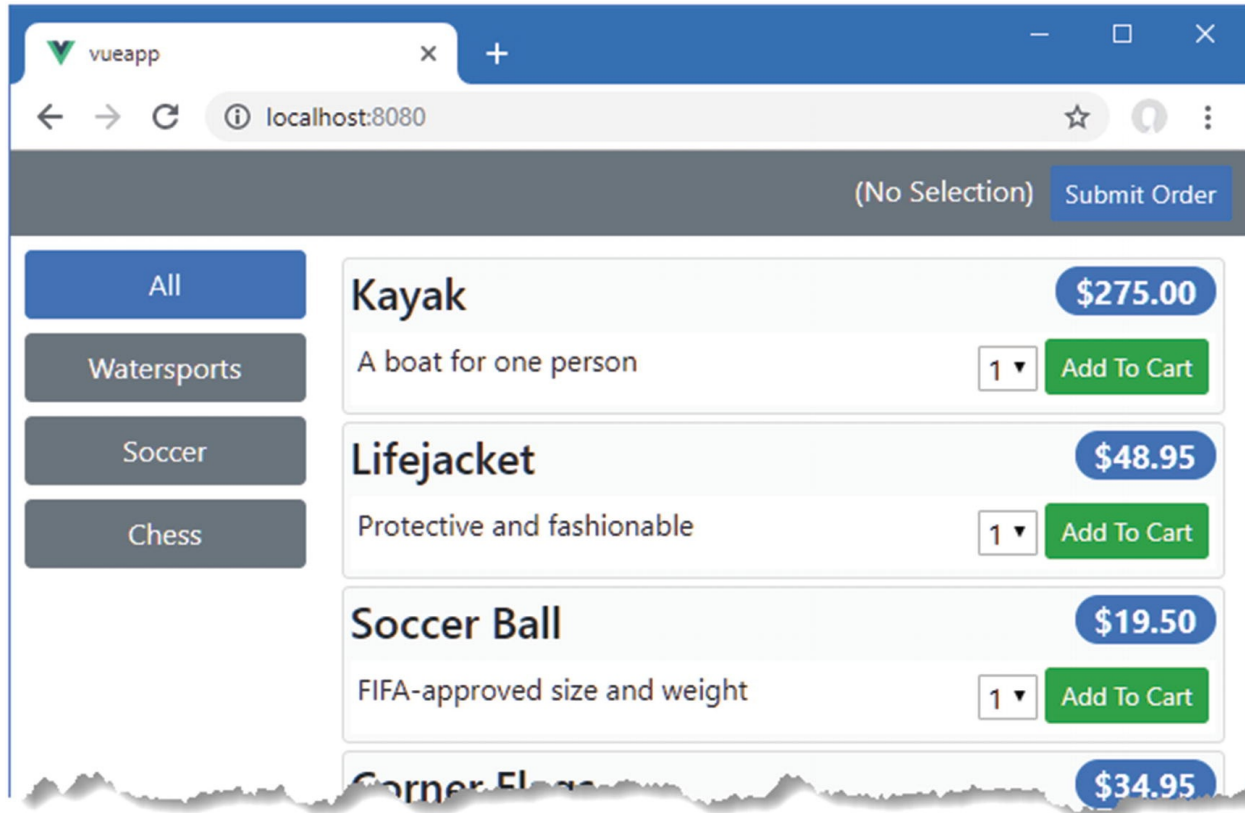 vueapp
localhost:8080
(No Selection) Submit Order
All
Watersports
Soccer
Chess
Kayak $275.00
A boat for one person 1 Add To Cart
Lifejacket $48.95
Protective and fashionable 1 Add To Cart
Soccer Ball $19.50
FIFA-approved size and weight 1 Add To Cart
Corner Flags $34.95